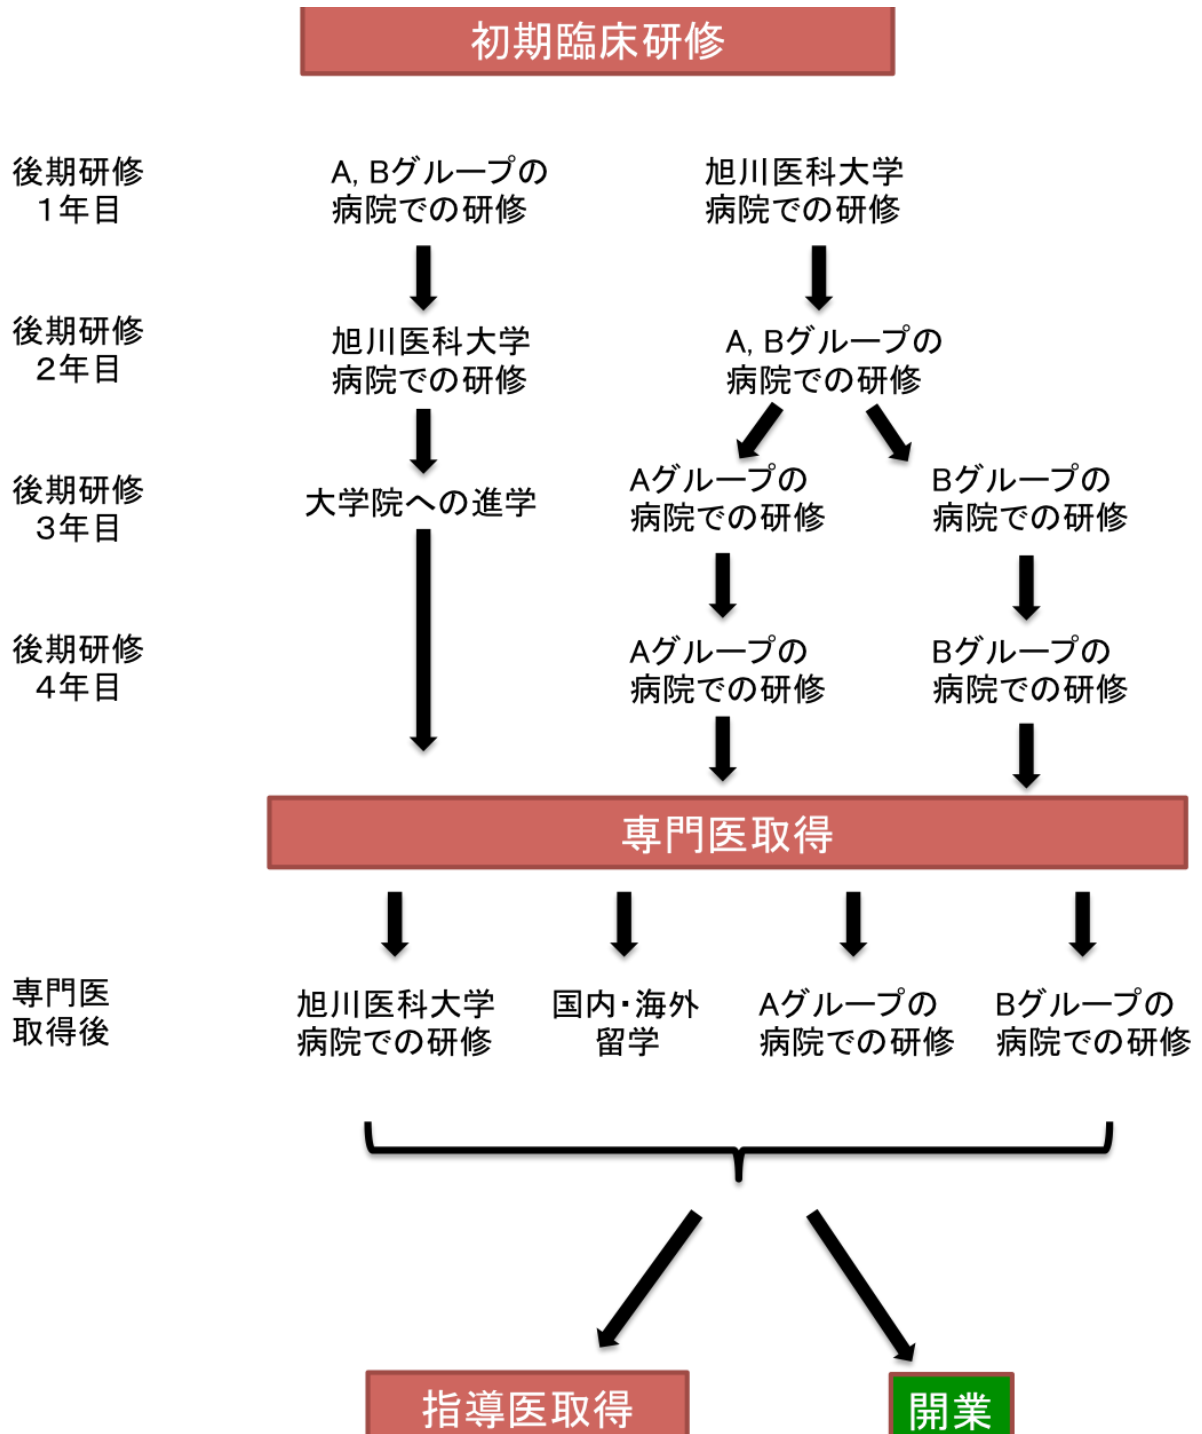 初期臨床研修
後期研修
1年目
A, Bグループの
病院での研修
旭川医科大学
病院での研修
後期研修
2年目
旭川医科大学
病院での研修
A, Bグループの
病院での研修
後期研修
3年目
大学院への進学
Aグループの
病院での研修
Bグループの
病院での研修
後期研修
4年目
Aグループの
病院での研修
Bグループの
病院での研修
専門医取得
専門医
取得後
旭川医科大学
病院での研修
国内・海外
留学
Aグループの
病院での研修
Bグループの
病院での研修
指導医取得
開業